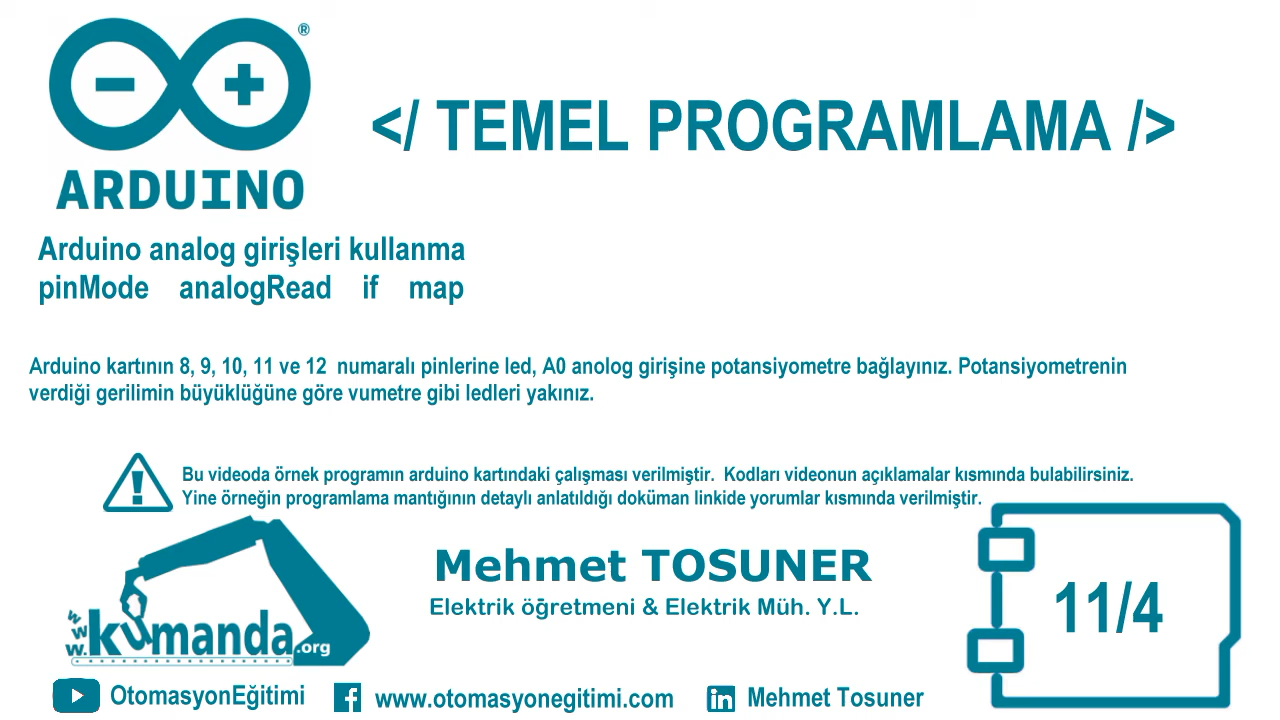 ®
</ TEMEL PROGRAMLAMA />
ARDUINO
Arduino analog girişleri kullanma
pinMode analogRead if map
Arduino kartının 8, 9, 10, 11 ve 12 numaralı pinlerine led, A0 anolog girişine potansiyometre bağlayınız. Potansiyometrenin
verdiği gerilimin büyüklüğüne göre vumetre gibi ledleri yakınız.
Bu videoda örnek programın arduino kartındaki çalışması verilmiştir. Kodları videonun açıklamalar kısmında bulabilirsiniz.
Yine örneğin programlama mantığının detaylı anlatıldığı doküman linkide yorumlar kısmında verilmiştir.
Mehmet TOSUNER
Elektrik öğretmeni & Elektrik Müh. Y.L.
11/4
www.kumanda.org
OtomasyonEğitimi
www.otomasyonegitimi.com
Mehmet Tosuner